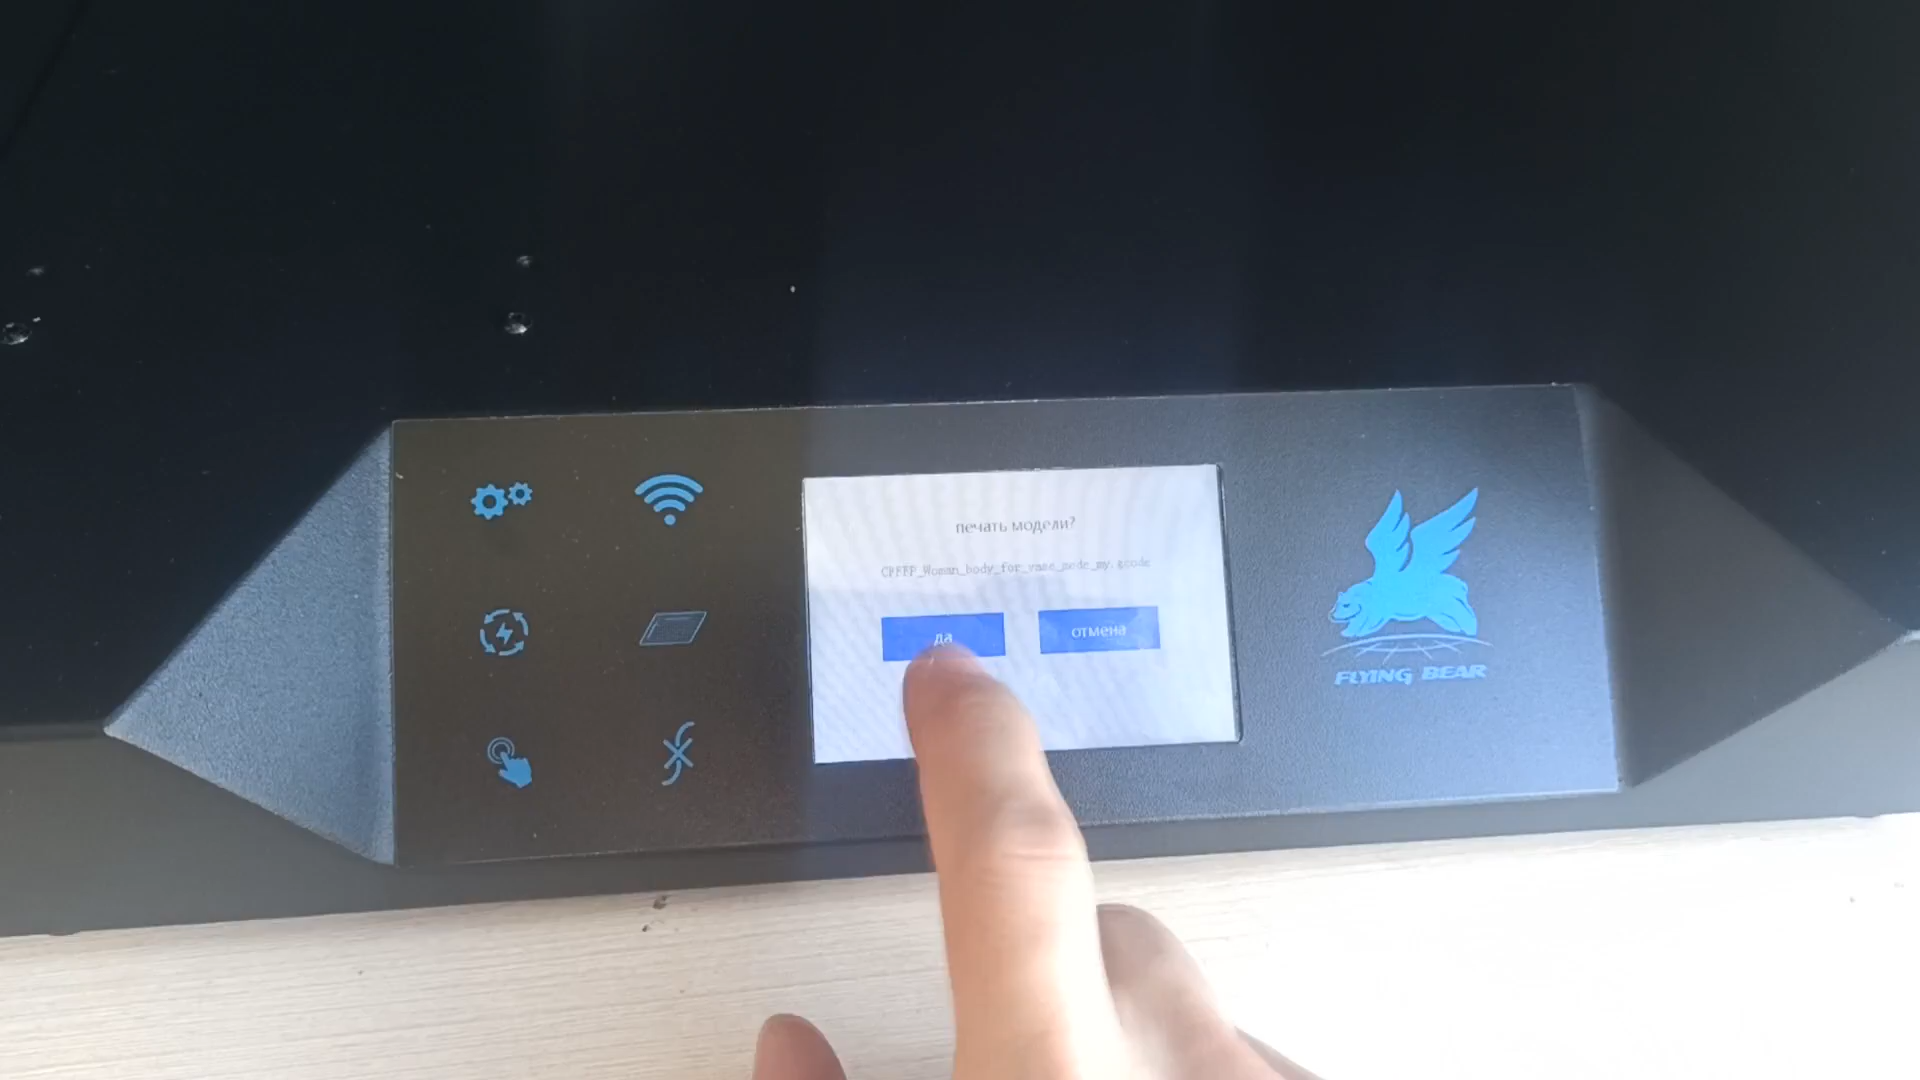 печать модели?
CPFFP_Woman_body_for_vase_mode_my.gcode
да
отмена
FLYING BEAR